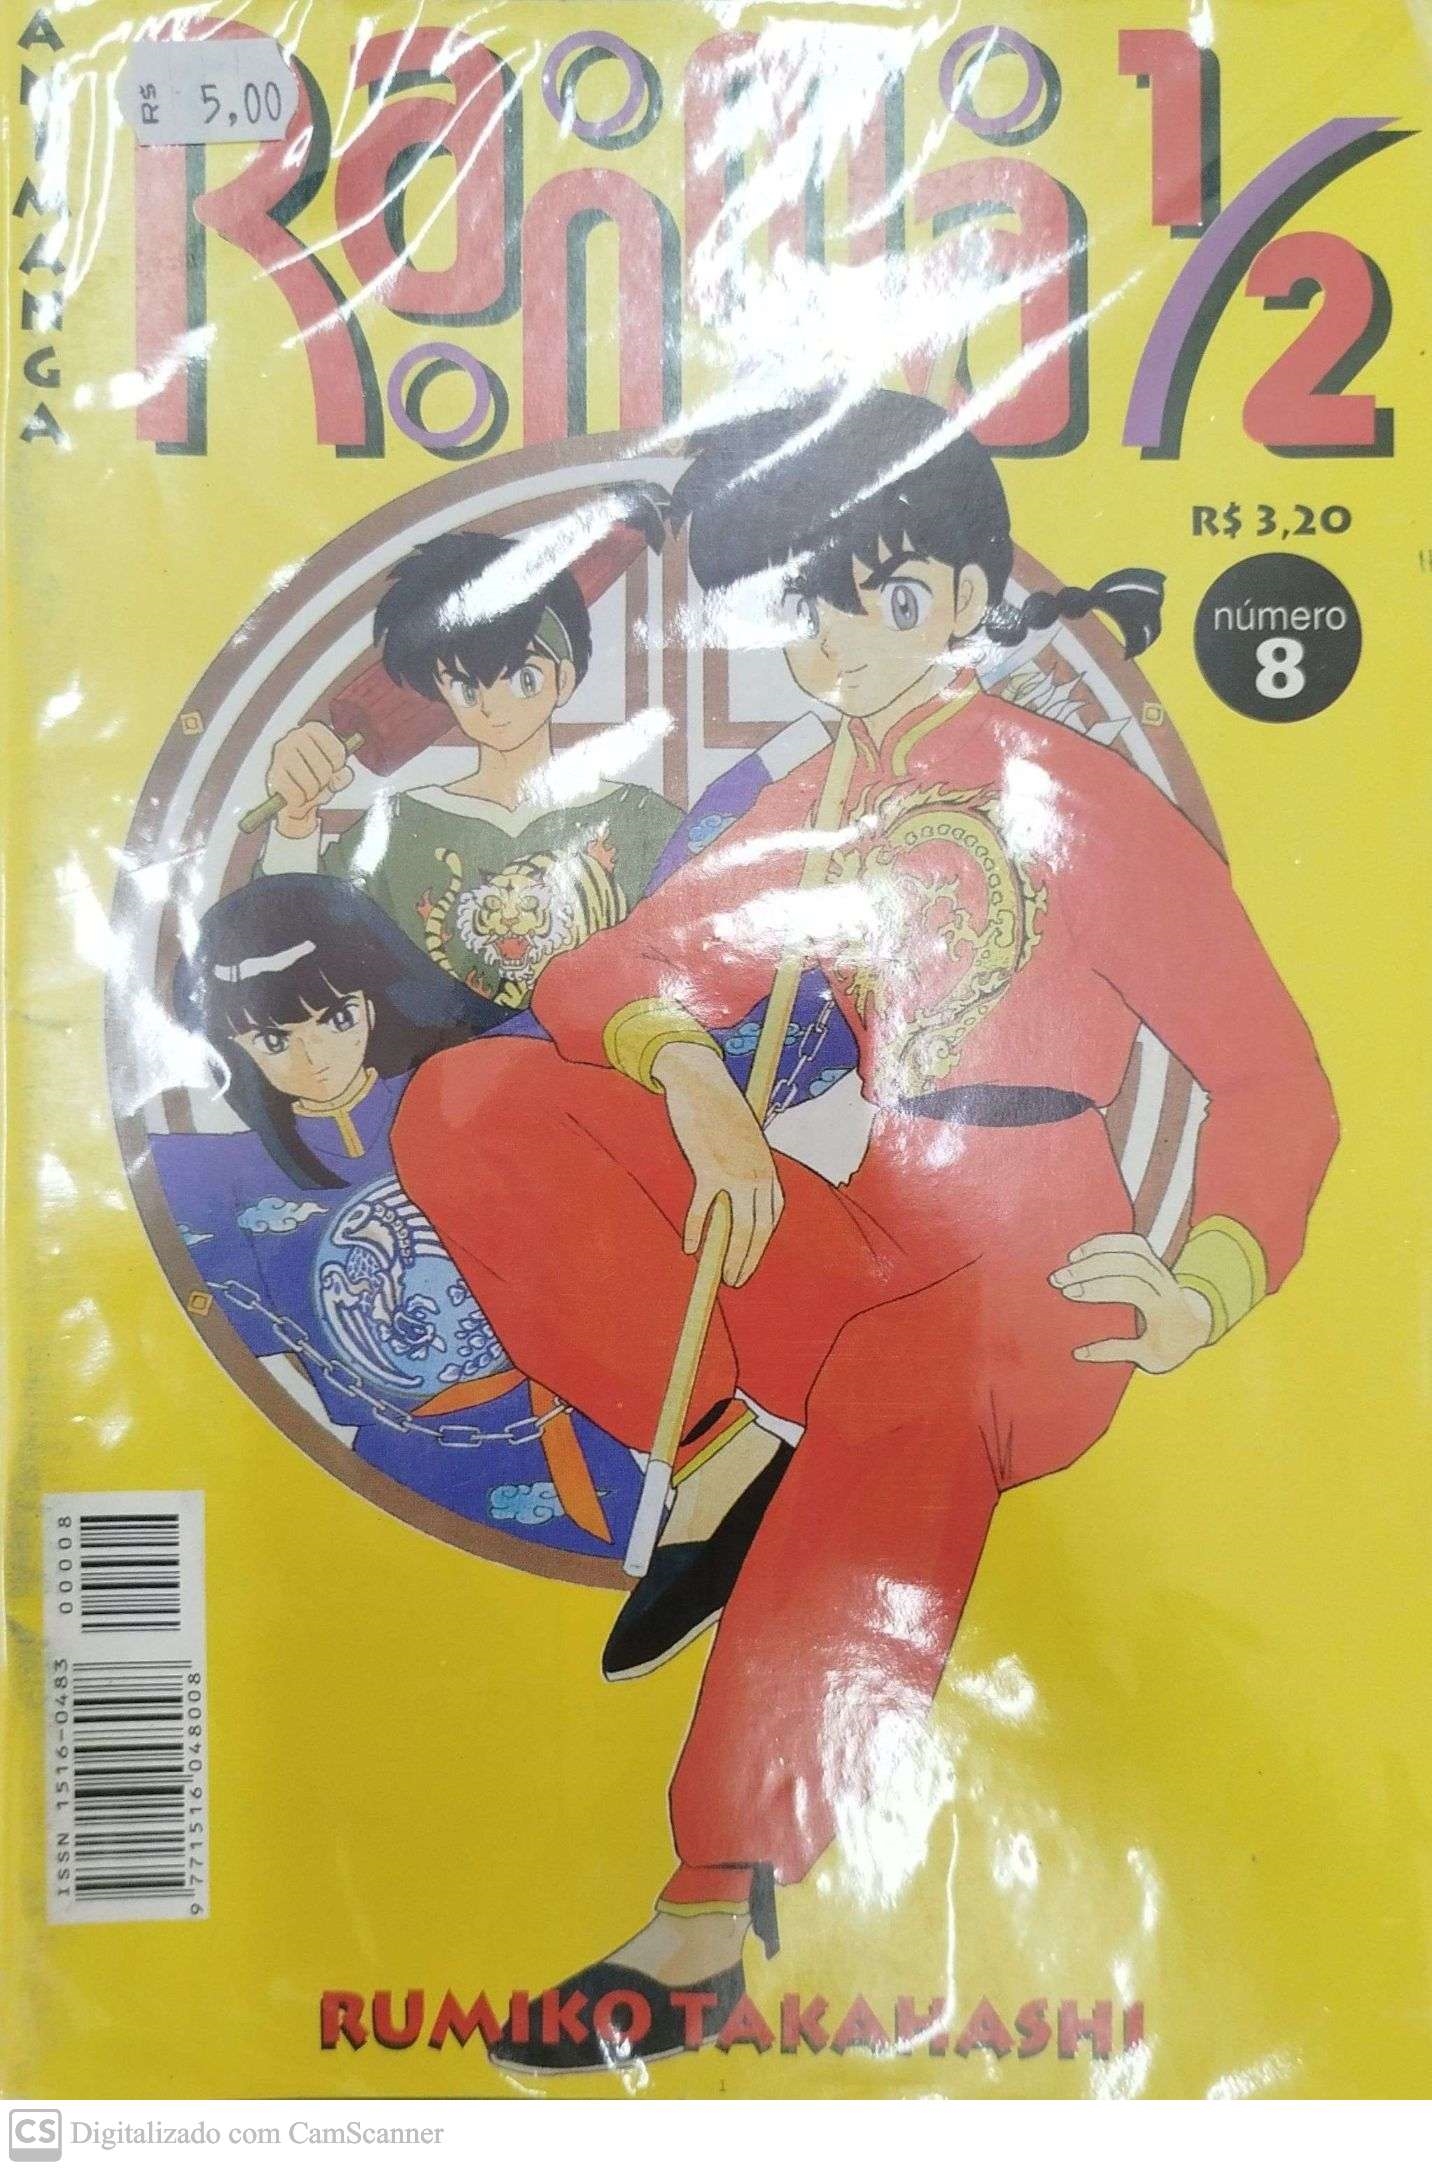 ANIMANGA
R$ 5,00
Ranma 1/2
R$ 3,20
número
8
ISSN 1516-0483
00008
9 771516 048008
RUMIKO TAKAHASHI
CS Digitalizado com CamScanner